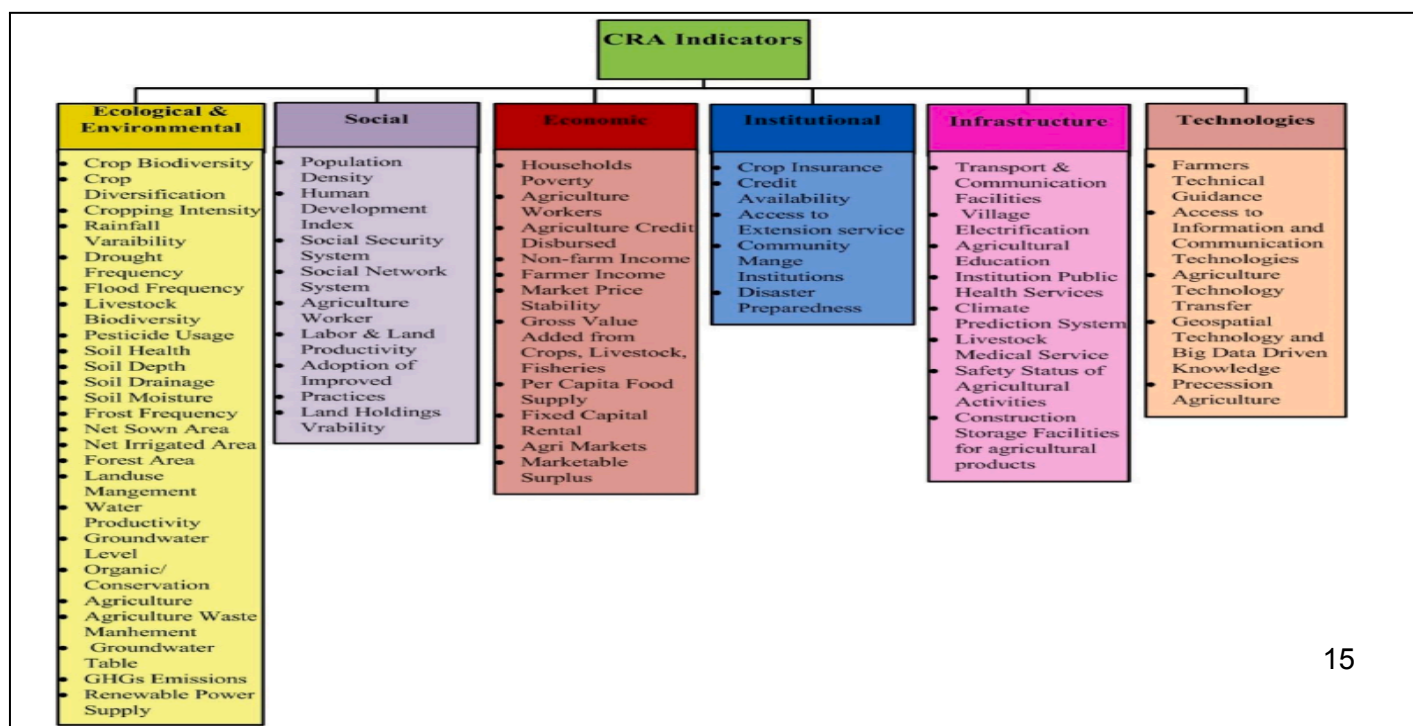 CRA Indicators
Ecological &
Environmental
• Crop Biodiversity
• Crop
Diversification
• Cropping Intensity
• Rainfall
Varaibility
• Drought
Frequency
• Flood Frequency
• Livestock
Biodiversity
• Pesticide Usage
• Soil Health
• Soil Depth
• Soil Drainage
• Soil Moisture
• Frost Frequency
• Net Sown Area
• Net Irrigated Area
• Forest Area
• Landuse
Mangement
• Water
Productivity
• Groundwater
Level
• Organic/
Conservation
• Agriculture
• Agriculture Waste
Manhement
• Groundwater
Table
• GHGs Emissions
• Renewable Power
Supply
Social
• Population
Density
• Human
Development
Index
• Social Security
System
• Social Network
System
• Agriculture
Worker
• Labor & Land
Productivity
• Adoption of
Improved
Practices
• Land Holdings
Vrability
Economic
• Households
Poverty
• Agriculture
Workers
• Agriculture Credit
Disbursed
• Non-farm Income
• Farmer Income
• Market Price
Stability
• Gross Value
Added from
Crops, Livestock,
Fisheries
• Per Capita Food
Supply
• Fixed Capital
Rental
• Agri Markets
• Marketable
Surplus
Institutional
• Crop Insurance
• Credit
Availability
• Access to
Extension service
• Community
Mange
Institutions
• Disaster
Preparedness
Infrastructure
• Transport &
Communication
Facilities
• Village
Electrification
• Agricultural
Education
• Institution Public
Health Services
• Climate
Prediction System
• Livestock
Medical Service
• Safety Status of
Agricultural
Activities
• Construction
Storage Facilities
for agricultural
products
Technologies
• Farmers
Technical
Guidance
• Access to
Information and
Communication
Technologies
• Agriculture
Technology
Transfer
• Geospatial
Technology and
Big Data Driven
Knowledge
• Precession
Agriculture
15